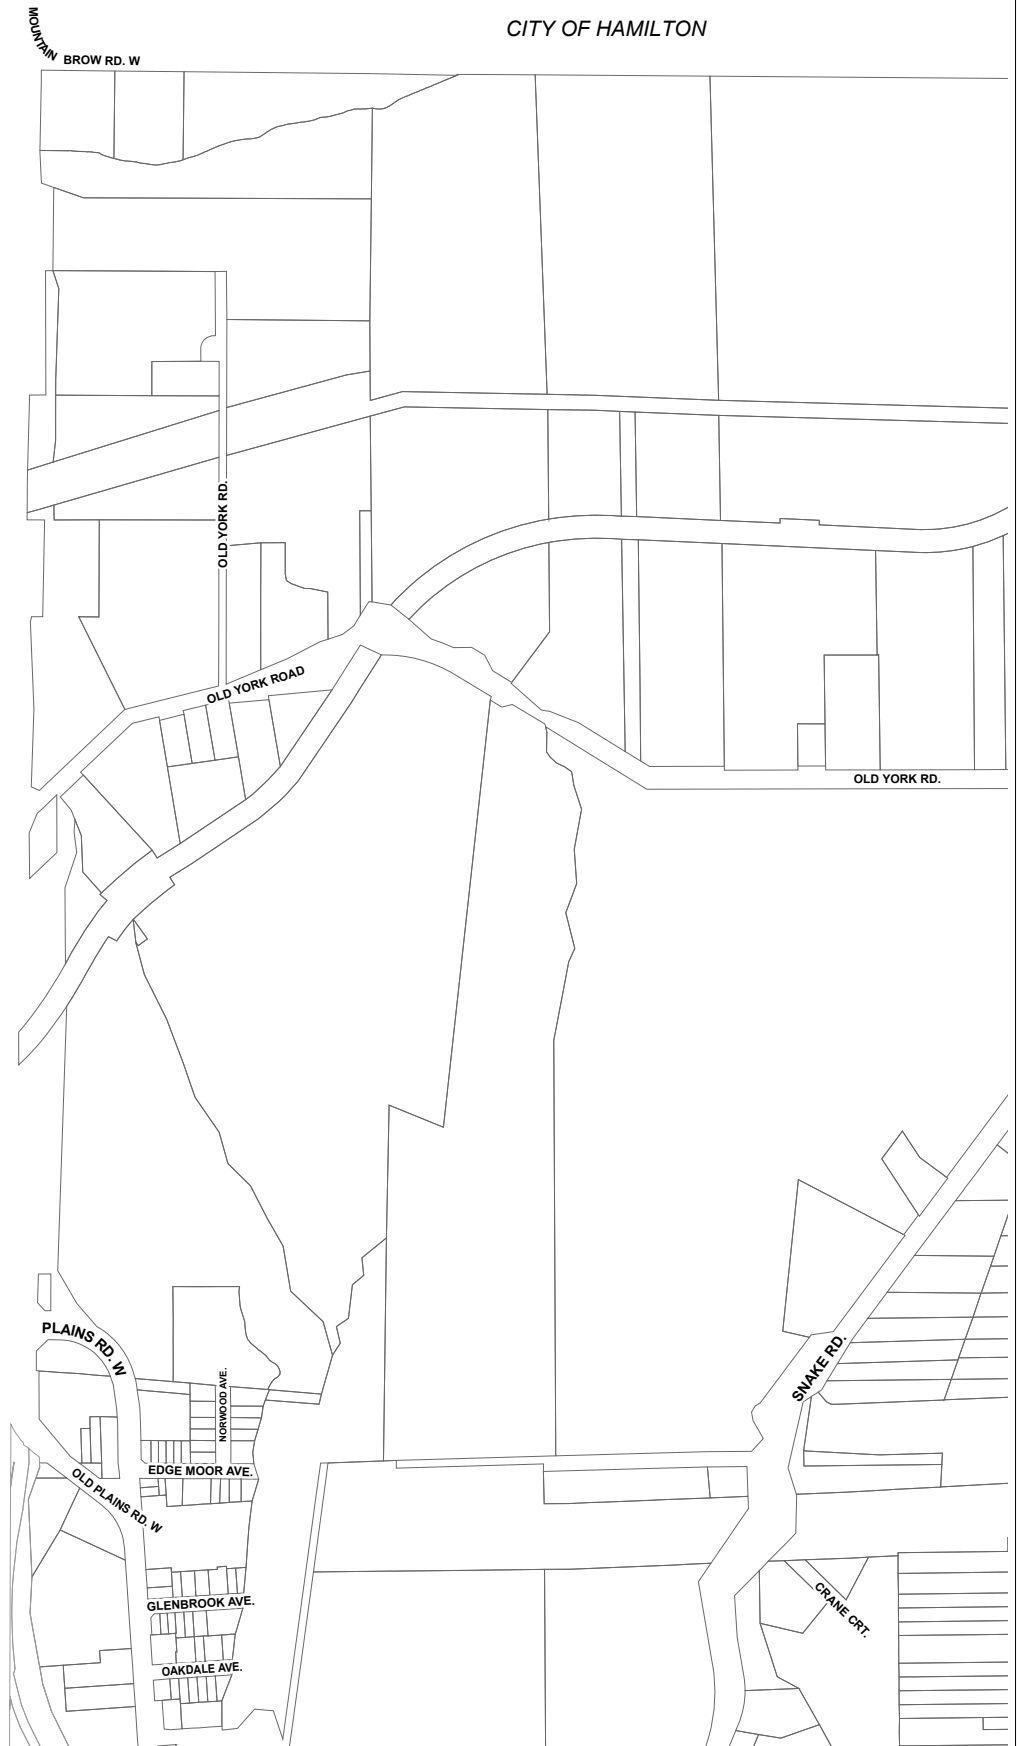 CITY OF HAMILTON
MOUNTAIN
BROW RD. W
OLD YORK RD.
OLD YORK ROAD
OLD YORK RD.
PLAINS RD. W
SNAKE RD.
NORWOOD AVE.
EDGE MOOR AVE.
OLD PLAINS RD. W
GLENBROOK AVE.
CRANE CRT.
OAKDALE AVE.